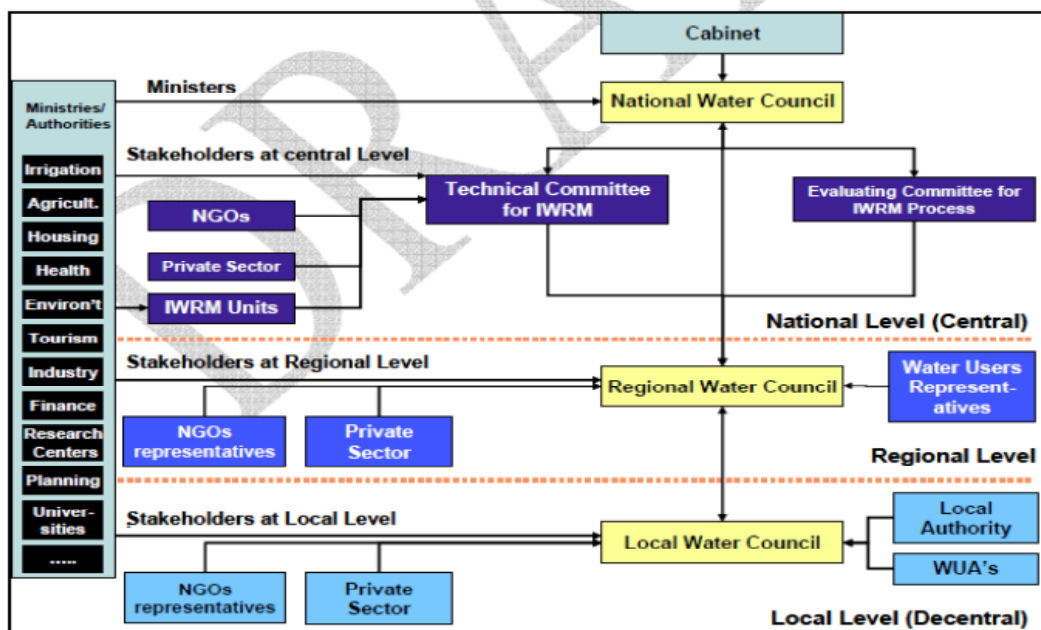 DRAFT
Cabinet
Ministers
National Water Council
Ministries/
Authorities
Irrigation
Agricult.
Housing
Health
Environ't
Tourism
Industry
Finance
Research
Centers
Planning
Univer-
sities
.....
Stakeholders at central Level
NGOs
Private Sector
IWRM Units
Technical Committee
for IWRM
Evaluating Committee for
IWRM Process
National Level (Central)
Stakeholders at Regional Level
Regional Water Council
Water Users
Represent-
atives
NGOs
representatives
Private
Sector
Regional Level
Stakeholders at Local Level
Local Water Council
Local
Authority
WUA's
NGOs
representatives
Private
Sector
Local Level (Decentral)